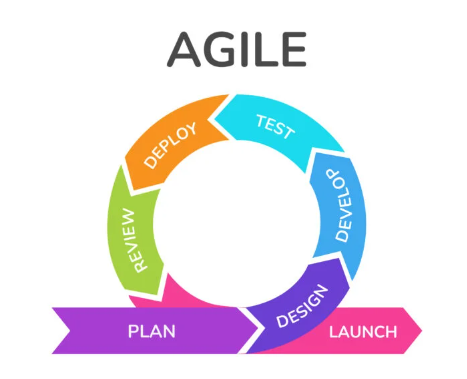 AGILE
PLAN
DESIGN
DEVELOP
TEST
DEPLOY
REVIEW
LAUNCH